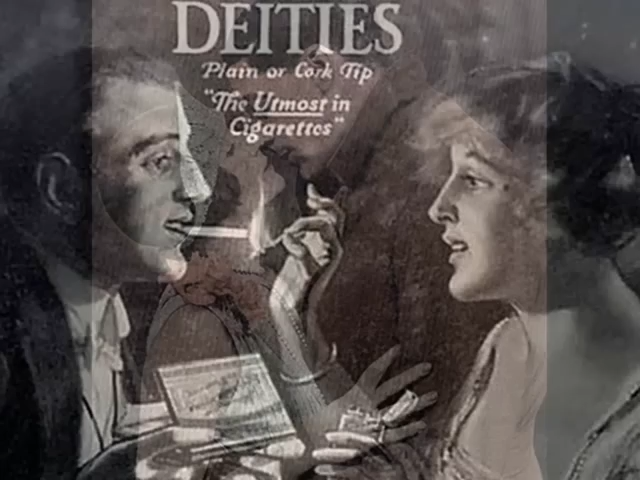 DEITIES
Plain or Cork Tip
"The Utmost in
Cigarettes"